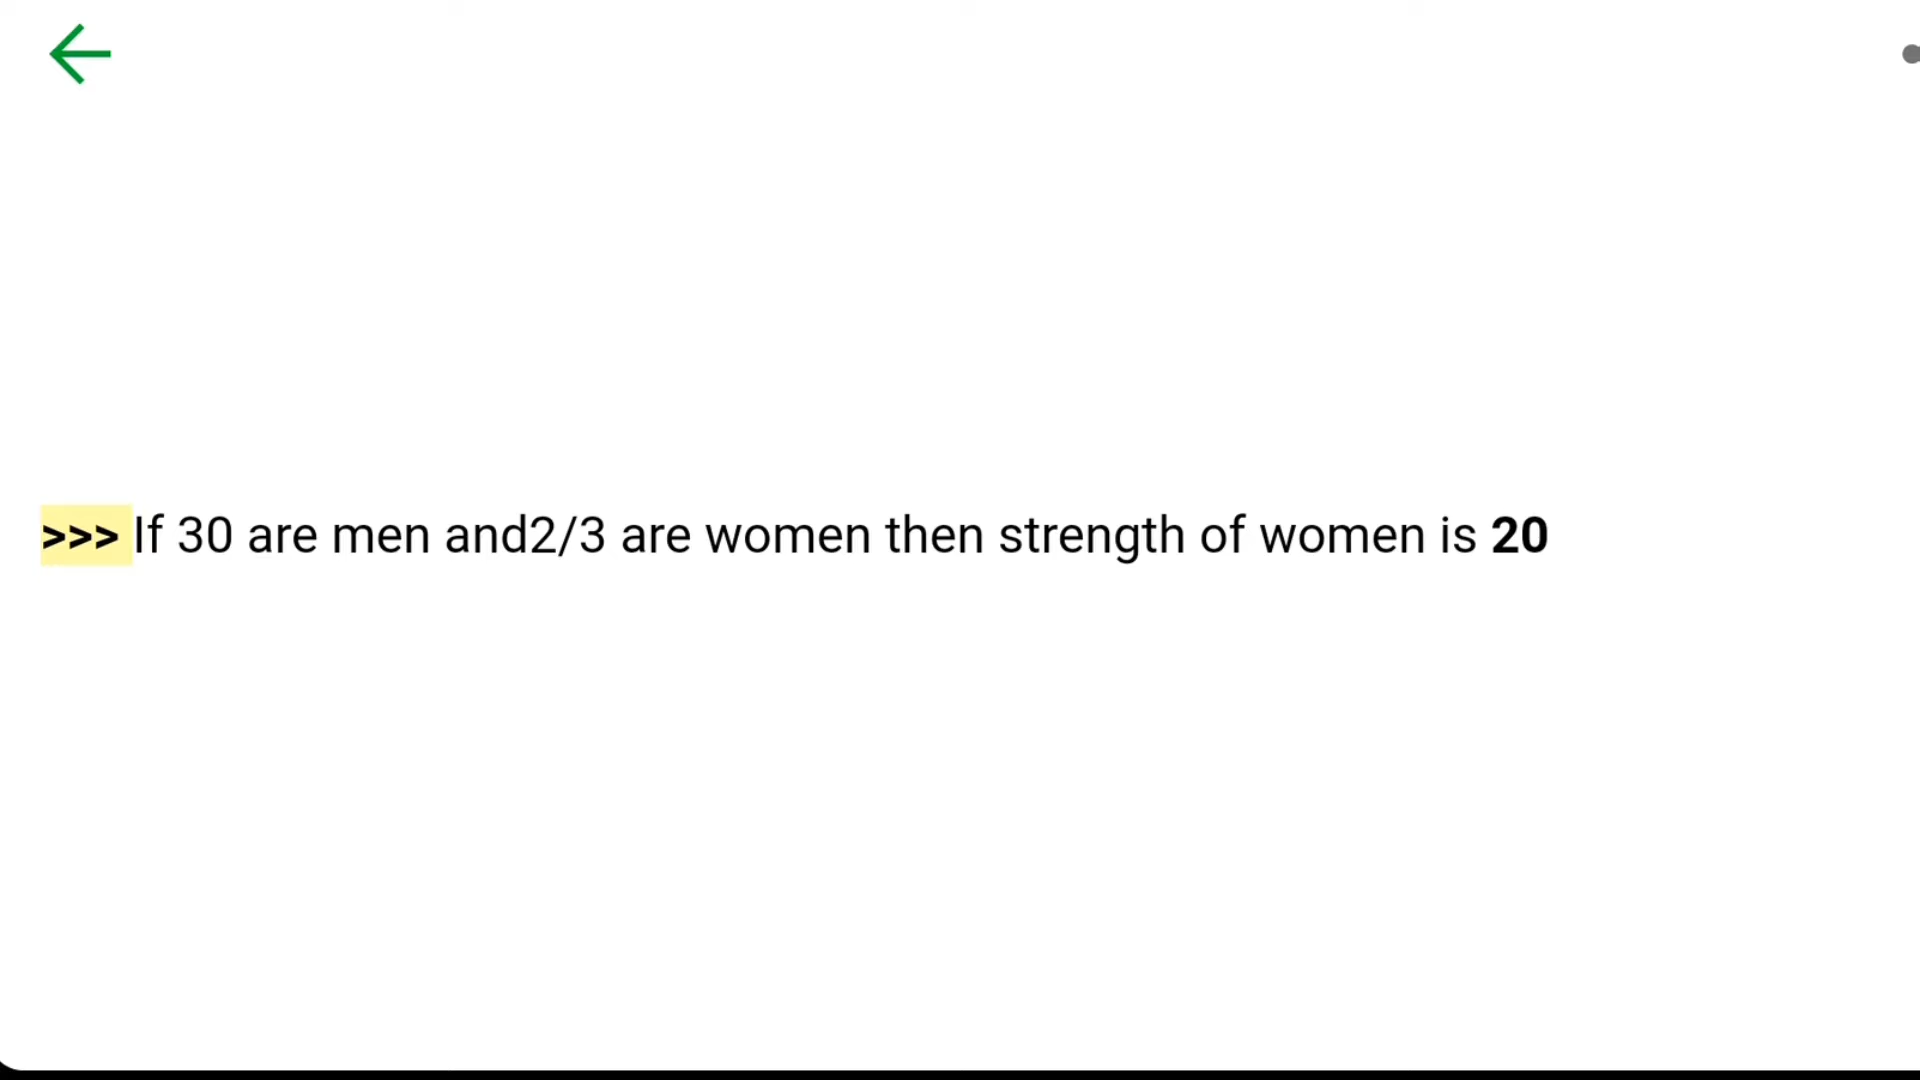 >>> If 30 are men and2/3 are women then strength of women is 20